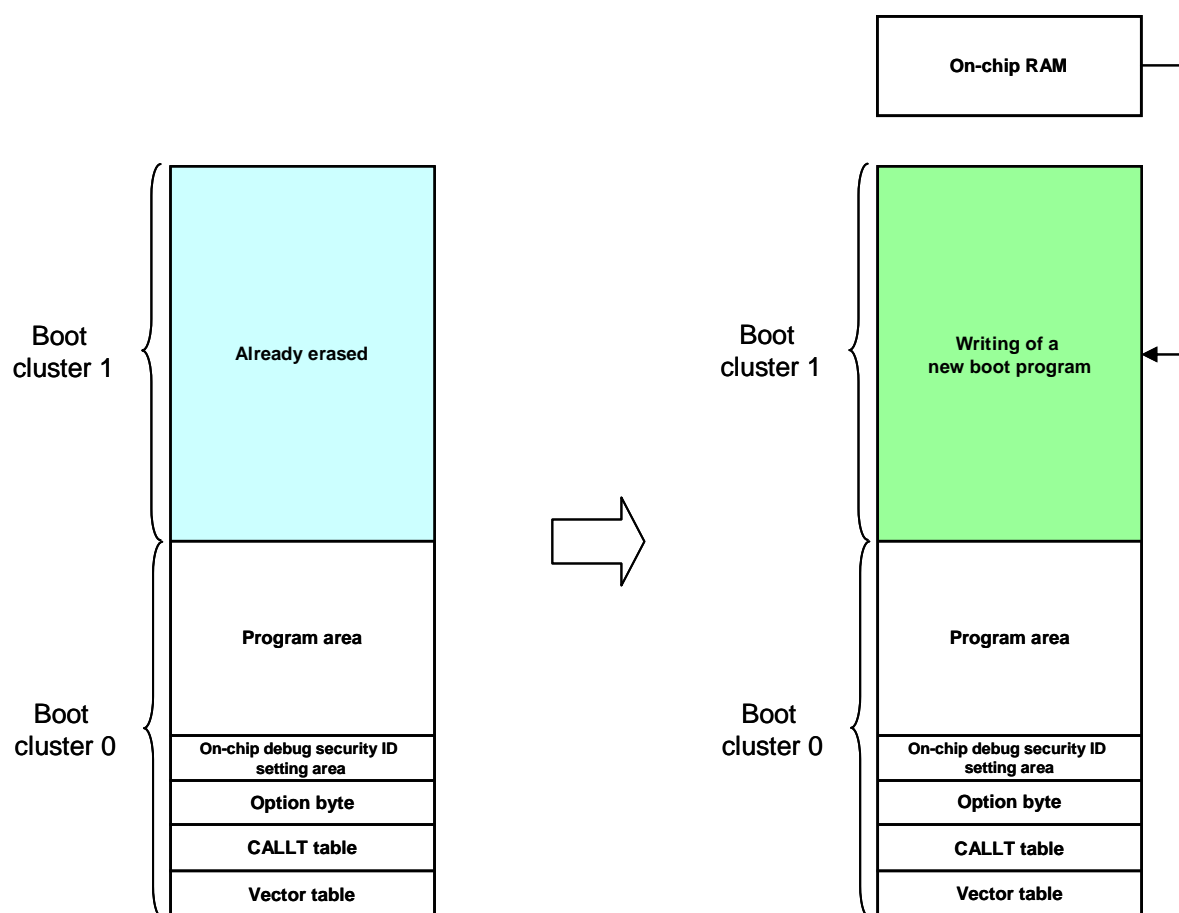 On-chip RAM
Boot
cluster 1
Already erased
Boot
cluster 0
Program area
On-chip debug security ID
setting area
Option byte
CALLT table
Vector table
Boot
cluster 1
Writing of a
new boot program
Boot
cluster 0
Program area
On-chip debug security ID
setting area
Option byte
CALLT table
Vector table